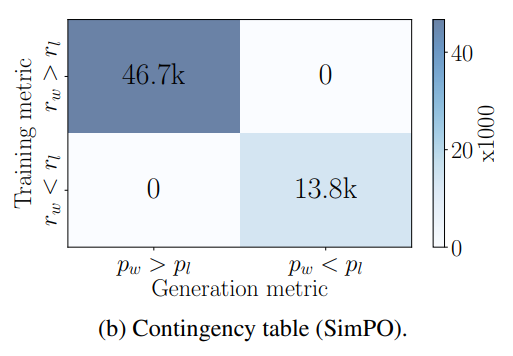 Training metric
r_w > r_l
r_w < r_l
46.7k
0
0
13.8k
p_w > p_l
p_w < p_l
Generation metric
40
20
0
x1000
(b) Contingency table (SimPO).